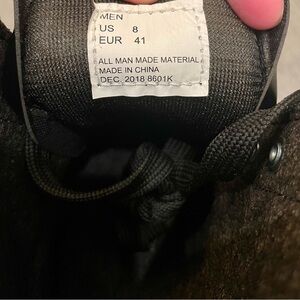 MEN
US 8
EUR 41
ALL MAN MADE MATERIAL
MADE IN CHINA
DEC. 2018 8601K